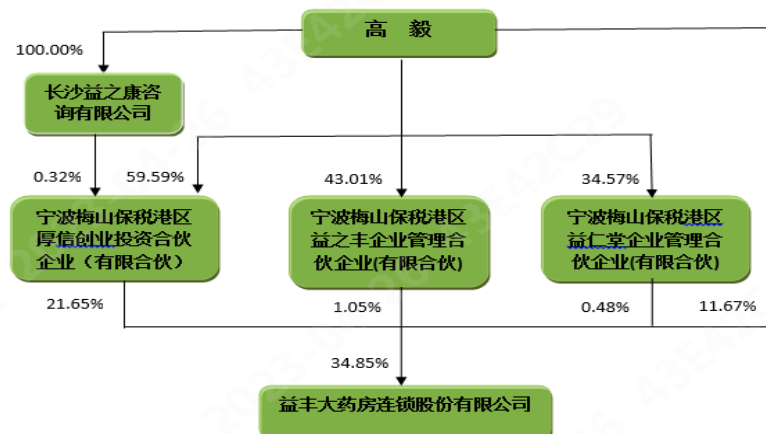 高 毅
100.00%
长沙益之康咨
询有限公司
0.32%
59.59%
43.01%
34.57%
宁波梅山保税港区
厚信创业投资合伙
企业（有限合伙）
宁波梅山保税港区
益之丰企业管理合
伙企业(有限合伙)
宁波梅山保税港区
益仁堂企业管理合
伙企业(有限合伙)
21.65%
1.05%
0.48%
11.67%
34.85%
益丰大药房连锁股份有限公司